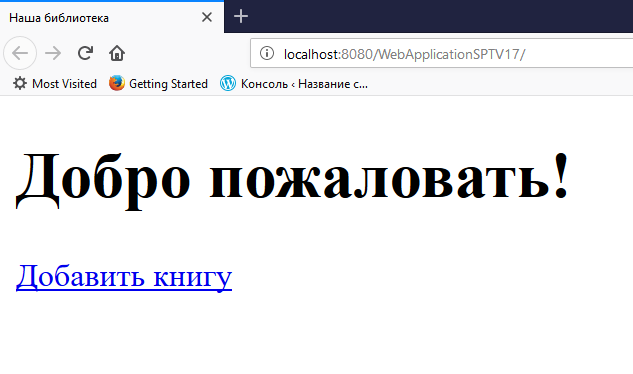 Наша библиотека
localhost:8080/WebApplicationSPTV17/
Most Visited Getting Started Консоль ‹ Название с...
Добро пожаловать!
Добавить книгу